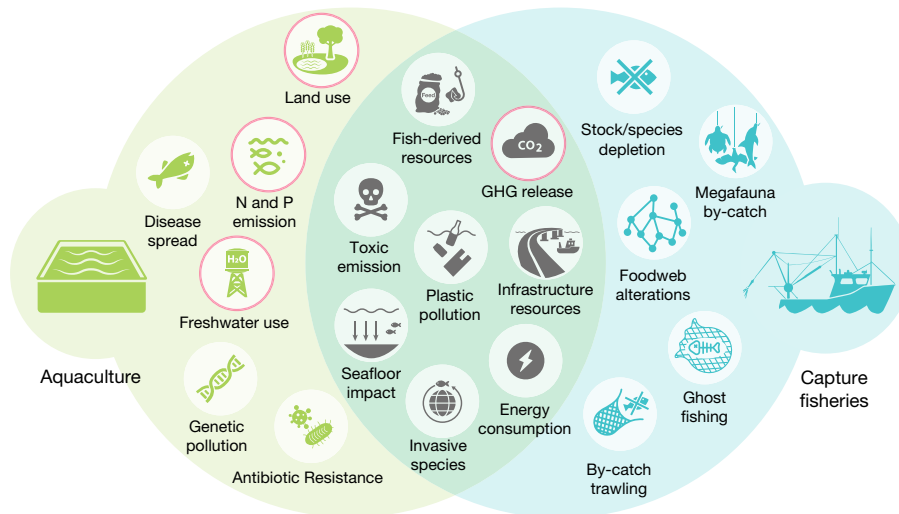 Land use
Feed
Fish-derived
resources
CO2
GHG release
Stock/species
depletion
Megafauna
by-catch
Disease
spread
N and P
emission
Toxic
emission
Plastic
pollution
Infrastructure
resources
Foodweb
alterations
H2O
Freshwater use
Aquaculture
Seafloor
impact
Energy
consumption
Ghost
fishing
Capture
fisheries
Genetic
pollution
Antibiotic Resistance
Invasive
species
By-catch
trawling